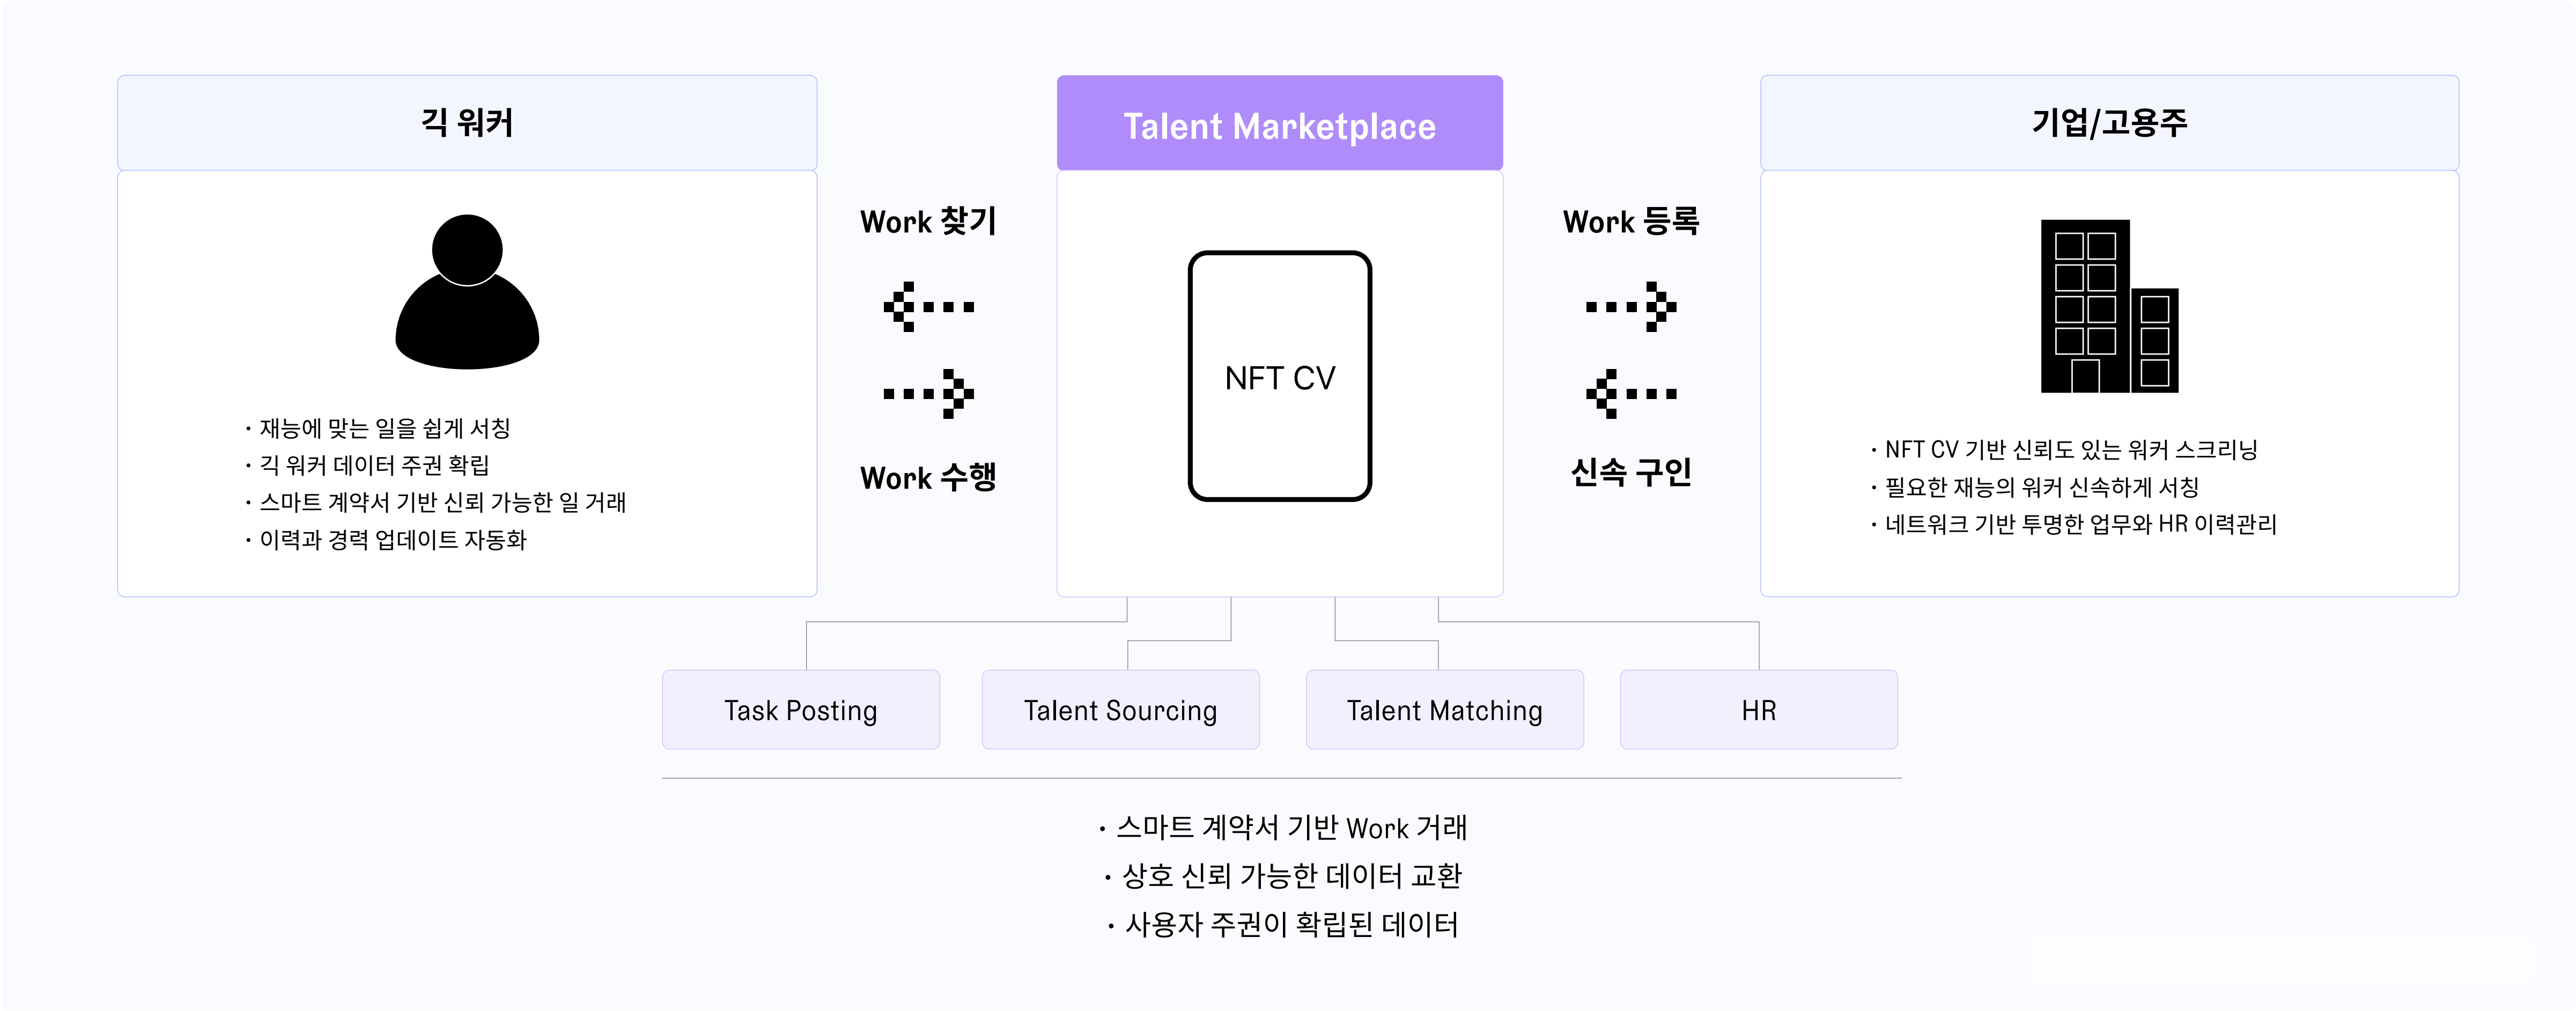 긱 워커
• 재능에 맞는 일을 쉽게 서칭
• 긱 워커 데이터 주권 확립
• 스마트 계약서 기반 신뢰 가능한 일 거래
• 이력과 경력 업데이트 자동화
Work 찾기
Work 수행
Talent Marketplace
NFT CV
Work 등록
신속 구인
기업/고용주
• NFT CV 기반 신뢰도 있는 워커 스크리닝
• 필요한 재능의 워커 신속하게 서칭
• 네트워크 기반 투명한 업무와 HR 이력관리
Task Posting
Talent Sourcing
Talent Matching
HR
• 스마트 계약서 기반 Work 거래
• 상호 신뢰 가능한 데이터 교환
• 사용자 주권이 확립된 데이터